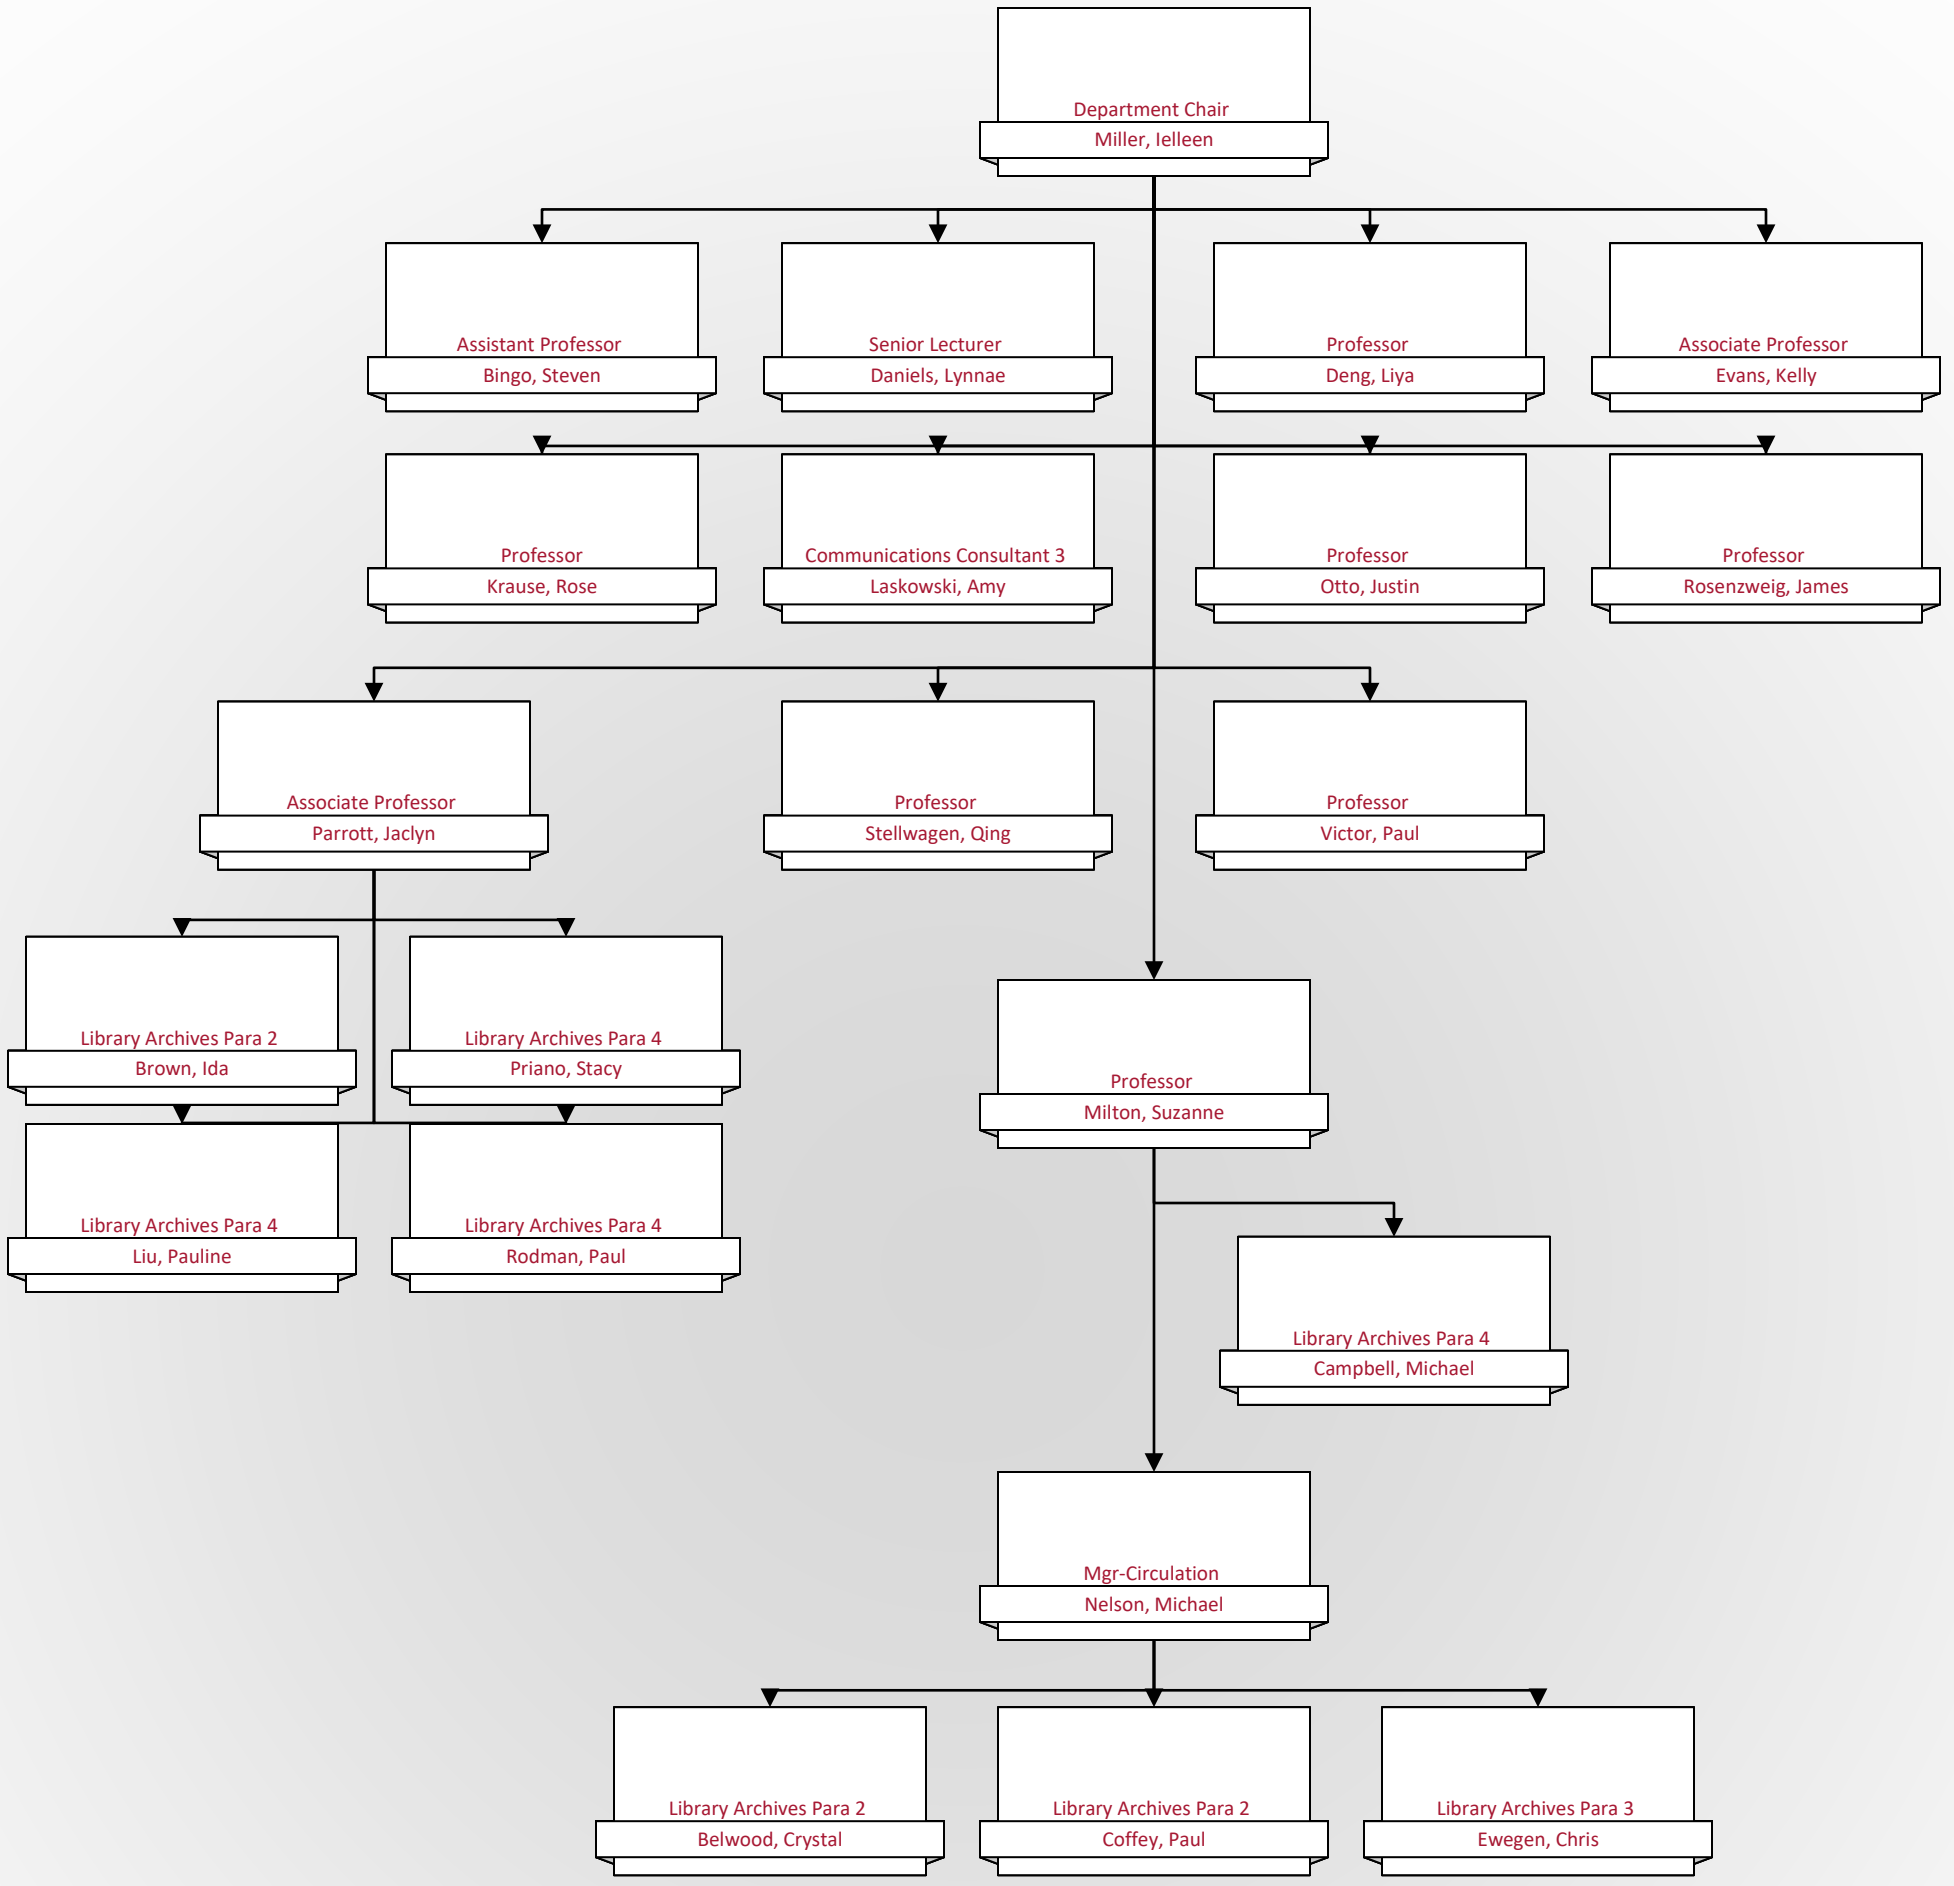 Department Chair
Miller, Ielleen
Assistant Professor
Bingo, Steven
Senior Lecturer
Daniels, Lynnae
Professor
Deng, Liya
Associate Professor
Evans, Kelly
Professor
Krause, Rose
Communications Consultant 3
Laskowski, Amy
Professor
Otto, Justin
Professor
Rosenzweig, James
Associate Professor
Parrott, Jaclyn
Professor
Stellwagen, Qing
Professor
Victor, Paul
Library Archives Para 2
Brown, Ida
Library Archives Para 4
Priano, Stacy
Library Archives Para 4
Liu, Pauline
Library Archives Para 4
Rodman, Paul
Professor
Milton, Suzanne
Library Archives Para 4
Campbell, Michael
Mgr-Circulation
Nelson, Michael
Library Archives Para 2
Belwood, Crystal
Library Archives Para 2
Coffey, Paul
Library Archives Para 3
Ewegen, Chris